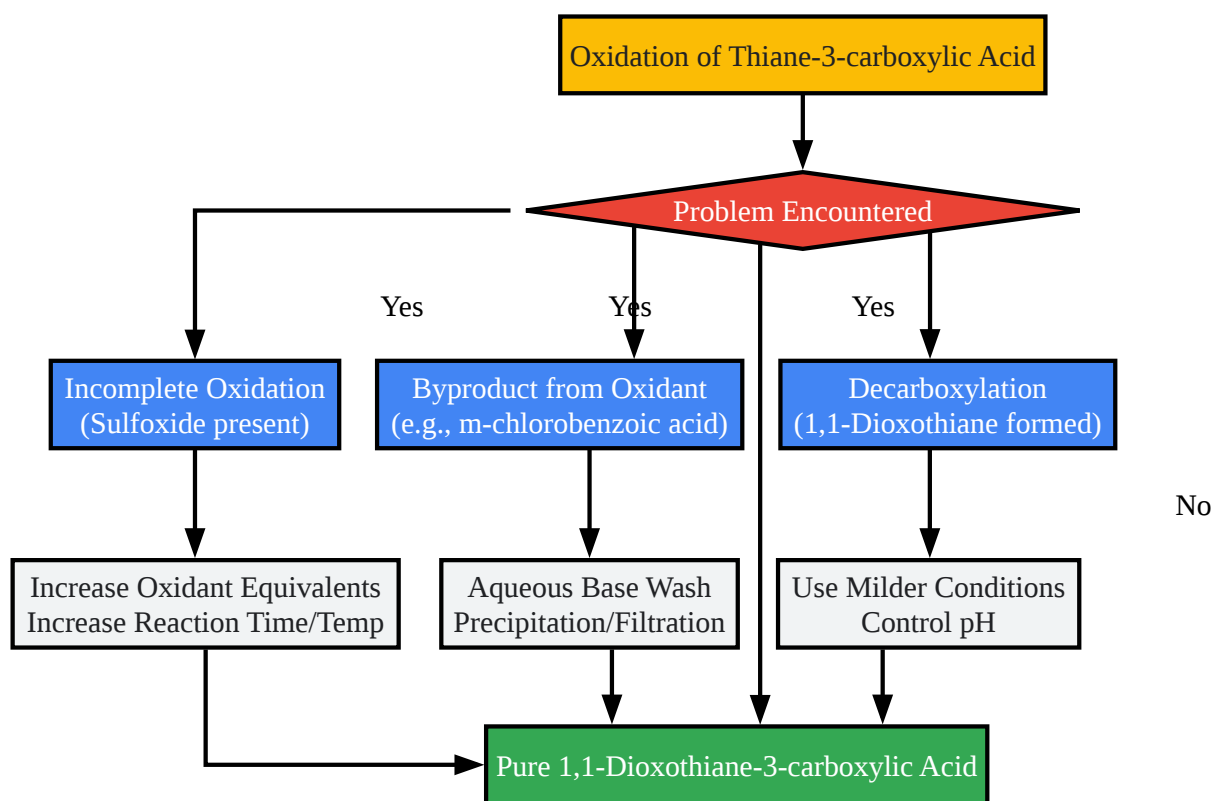 Oxidation of Thiane-3-carboxylic Acid
Problem Encountered
Yes
Yes
Yes
Incomplete Oxidation
(Sulfoxide present)
Byproduct from Oxidant
(e.g., m-chlorobenzoic acid)
Decarboxylation
(1,1-Dioxothiane formed)
No
Increase Oxidant Equivalents
Increase Reaction Time/Temp
Aqueous Base Wash
Precipitation/Filtration
Use Milder Conditions
Control pH
Pure 1,1-Dioxothiane-3-carboxylic Acid